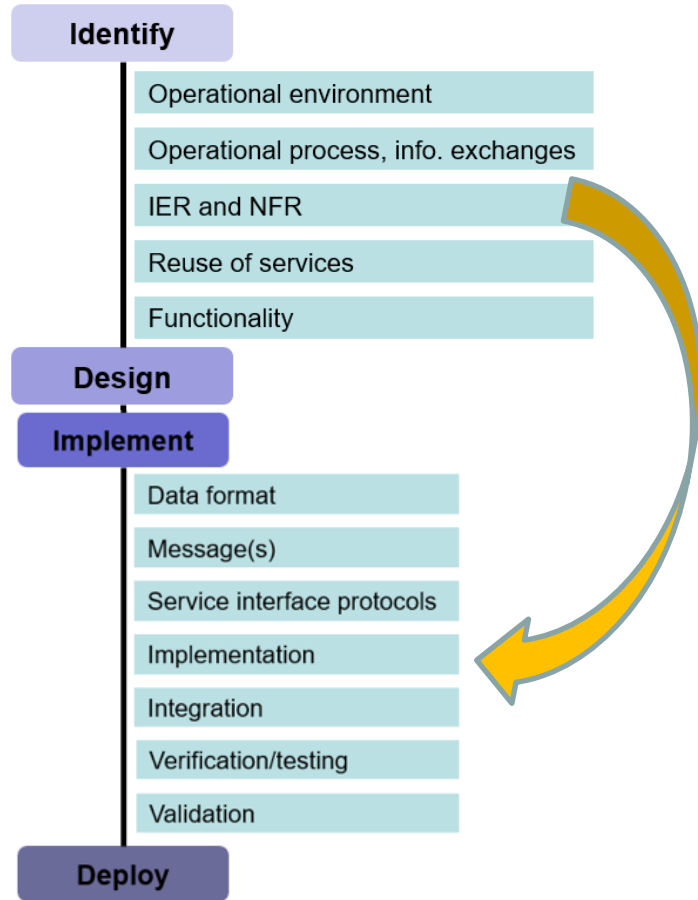 Identify
Operational environment
Operational process, info. exchanges
IER and NFR
Reuse of services
Functionality
Design
Implement
Data format
Message(s)
Service interface protocols
Implementation
Integration
Verification/testing
Validation
Deploy